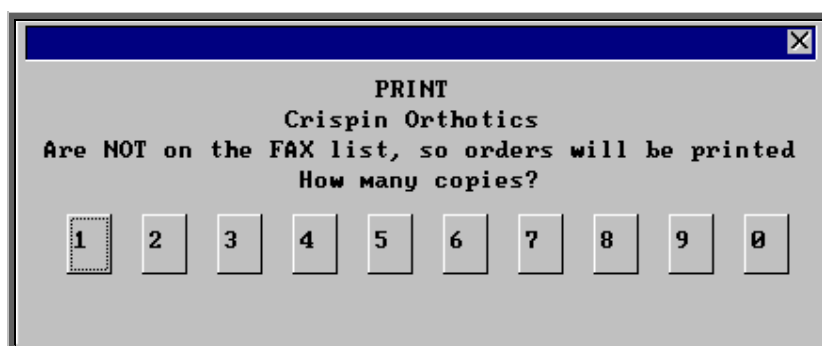 PRINT
Crispin Orthotics
Are NOT on the FAX list, so orders will be printed
How many copies?
1 2 3 4 5 6 7 8 9 0